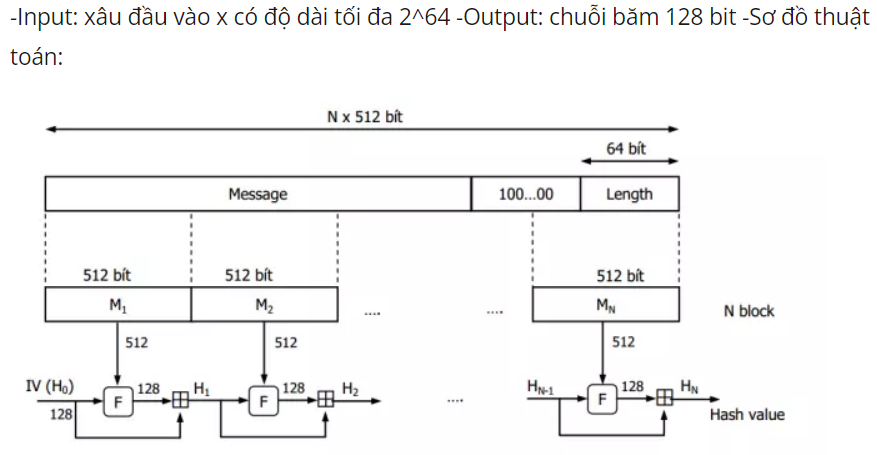 -Input: xâu đầu vào x có độ dài tối đa 2^64 -Output: chuỗi băm 128 bit -Sơ đồ thuật
toán:
N x 512 bít
64 bít
Message 100...00 Length
512 bít 512 bít 512 bít
M₁ M₂ .... .... Mₙ N block
512 512 512
IV (H₀) 128 H₁ 128 H₂ Hₙ₋₁ 128 Hₙ
F F .... F
128 Hash value